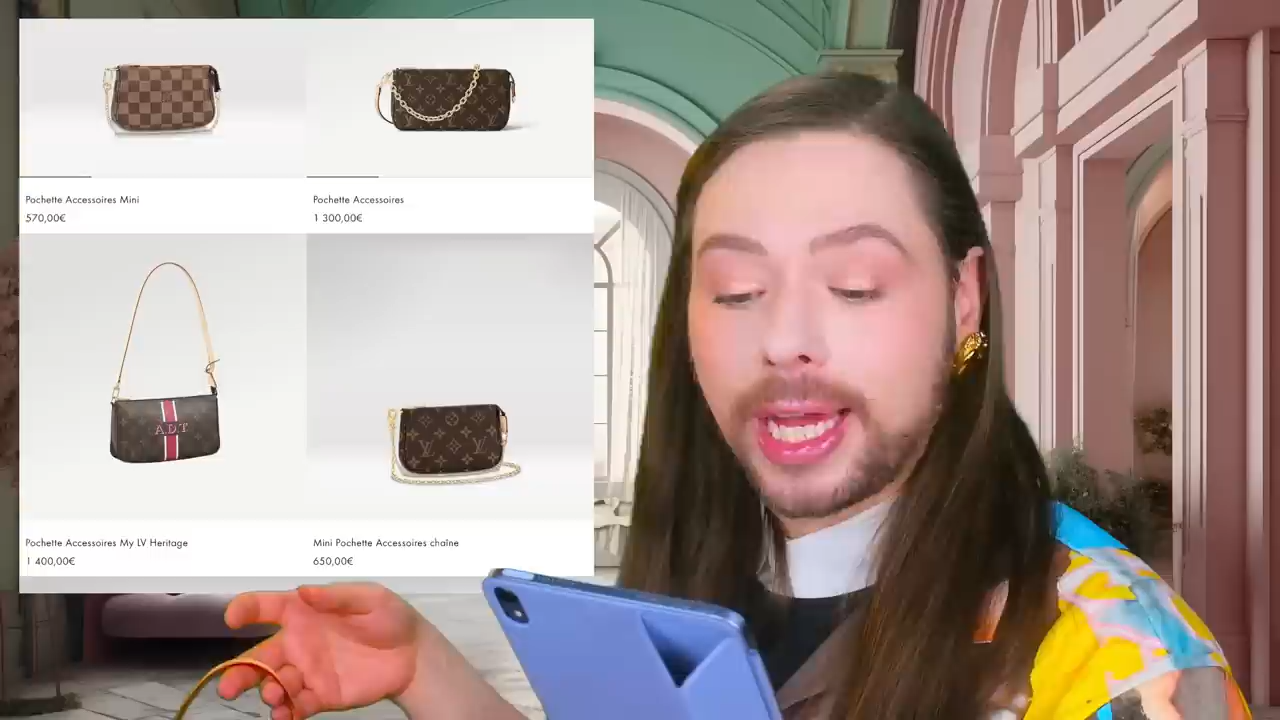 Pochette Accessoires Mini
570,00€
Pochette Accessoires
1 300,00€
A.D.T
Pochette Accessoires My LV Heritage
1 400,00€
Mini Pochette Accessoires chaîne
650,00€